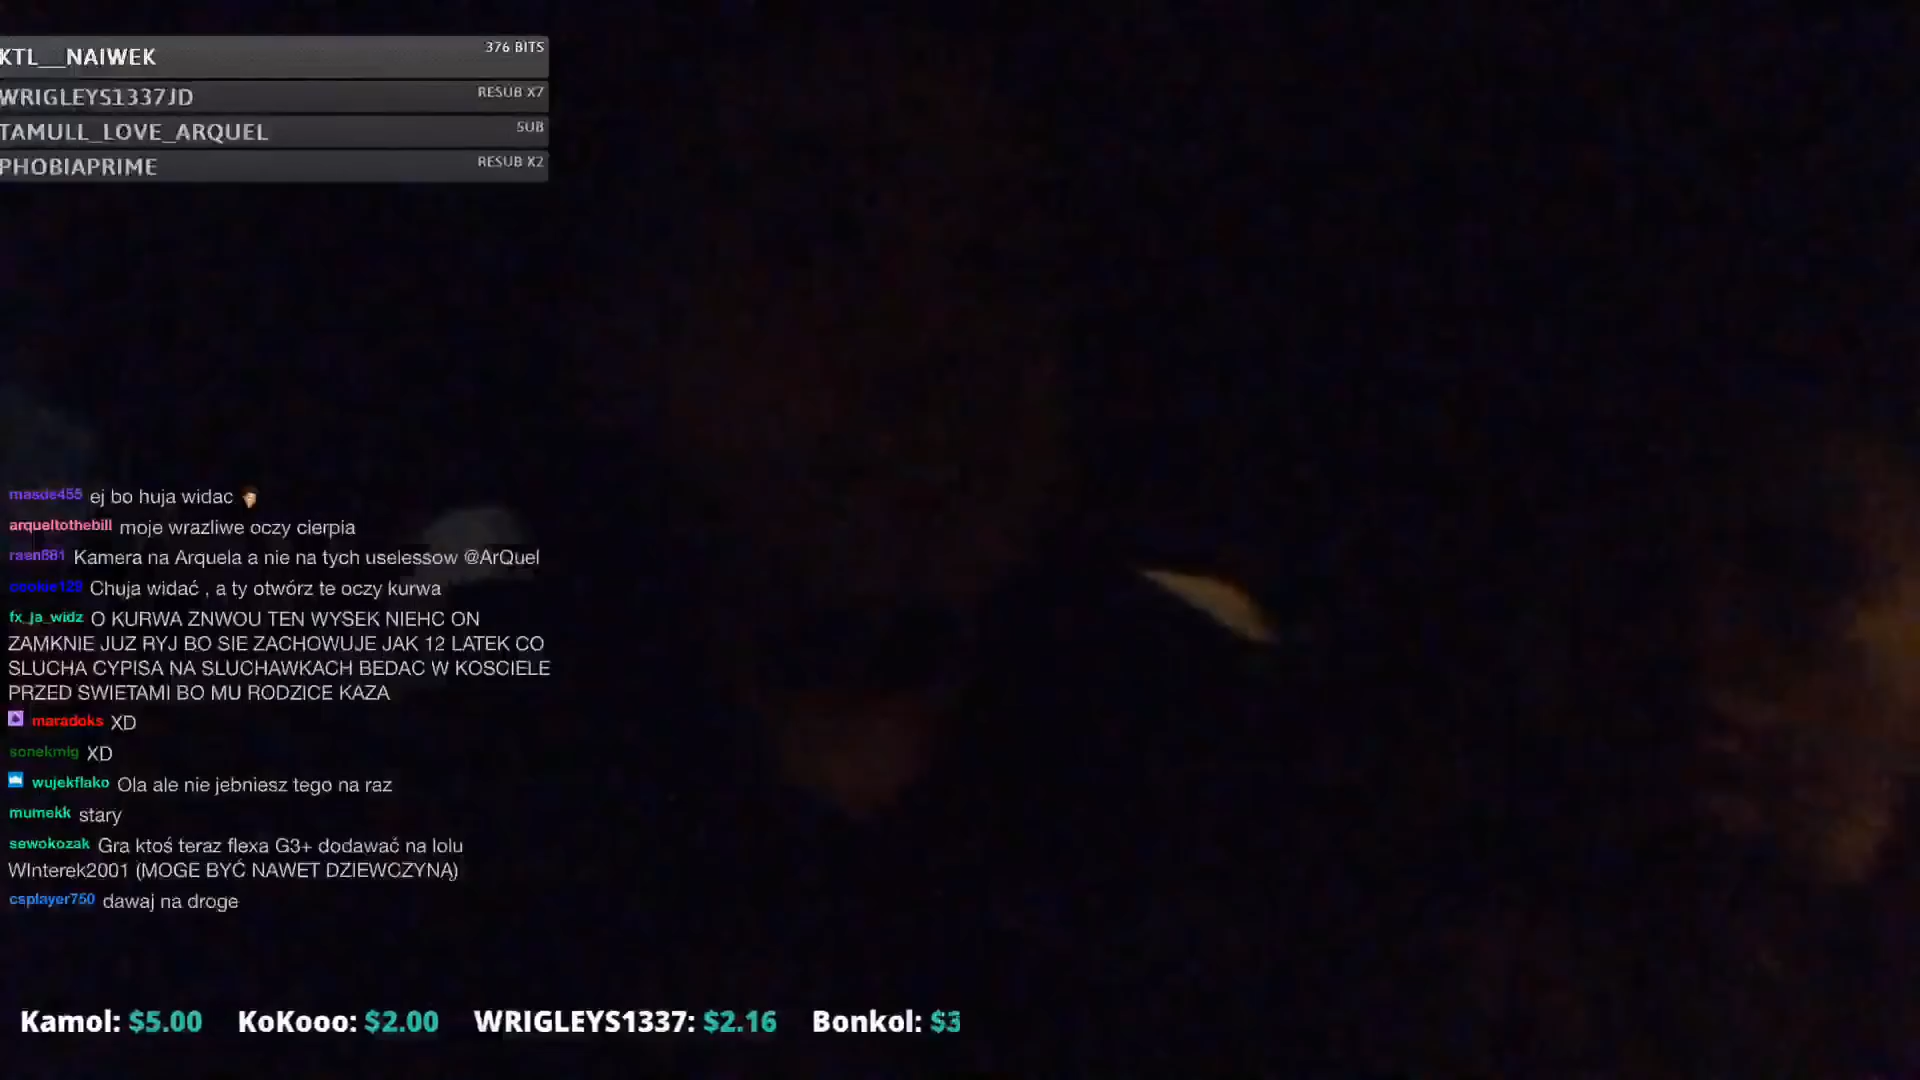 KTL__NAIWEK 376 BITS
WRIGLEYS1337JD RESUB X7
TAMULL_LOVE_ARQUEL SUB
PHOBIAPRIME RESUB X2
masde455 ej bo huja widac
arqueltothebill moje wrazliwe oczy cierpia
raen881 Kamera na Arquela a nie na tych uselessow @ArQuel
cookie129 Chuja widać , a ty otwórz te oczy kurwa
fx_ja_widz O KURWA ZNWOU TEN WYSEK NIEHC ON
ZAMKNIE JUZ RYJ BO SIE ZACHOWUJE JAK 12 LATEK CO
SLUCHA CYPISA NA SLUCHAWKACH BEDAC W KOSCIELE
PRZED SWIETAMI BO MU RODZICE KAZA
maradoks XD
sonekmig XD
wujekflako Ola ale nie jebniesz tego na raz
mumekk stary
sewokozak Gra ktoś teraz flexa G3+ dodawać na lolu
WInterek2001 (MOGE BYĆ NAWET DZIEWCZYNĄ)
csplayer750 dawaj na droge
Kamol: $5.00 KoKooo: $2.00 WRIGLEYS1337: $2.16 Bonkol: $3